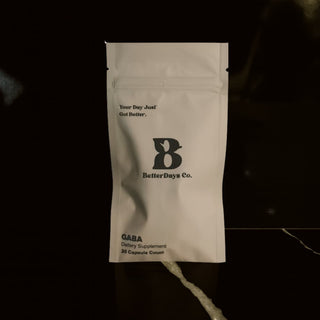 Your Day Just
Got Better.
B
BetterDays Co.
GABA
Dietary Supplement
30 Capsule Count